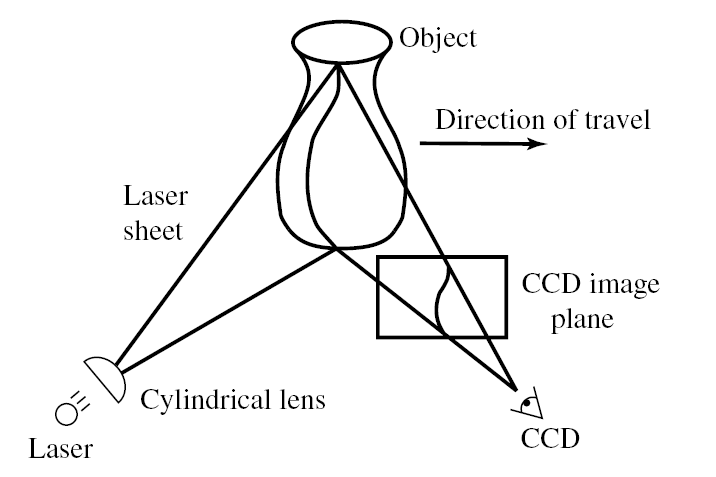 Object
Direction of travel
Laser
sheet
CCD image
plane
Cylindrical lens
Laser
CCD